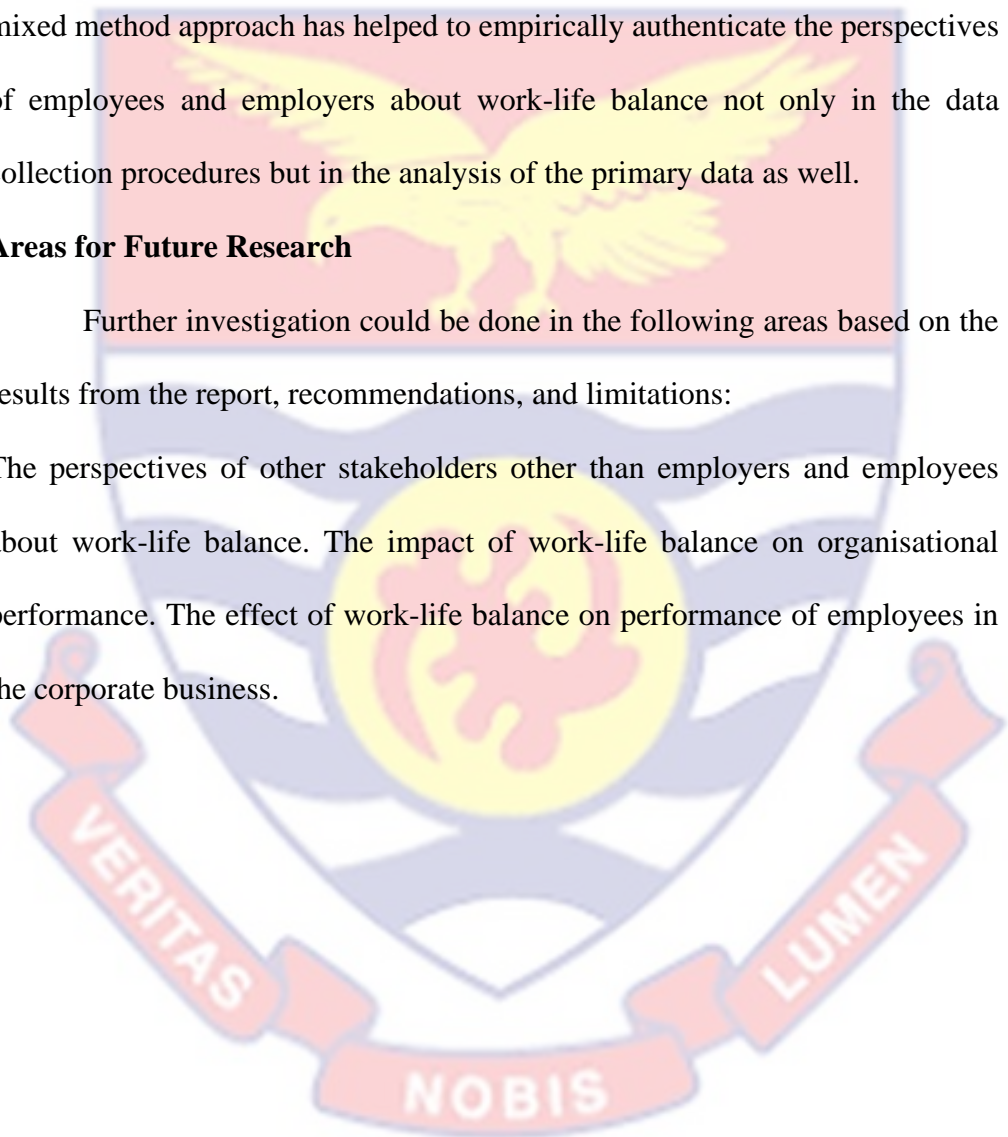 mixed method approach has helped to empirically authenticate the perspectives
of employees and employers about work-life balance not only in the data
collection procedures but in the analysis of the primary data as well.
Areas for Future Research
Further investigation could be done in the following areas based on the
results from the report, recommendations, and limitations:
The perspectives of other stakeholders other than employers and employees
about work-life balance. The impact of work-life balance on organisational
performance. The effect of work-life balance on performance of employees in
the corporate business.
VERITAS
NOBIS
LUMEN